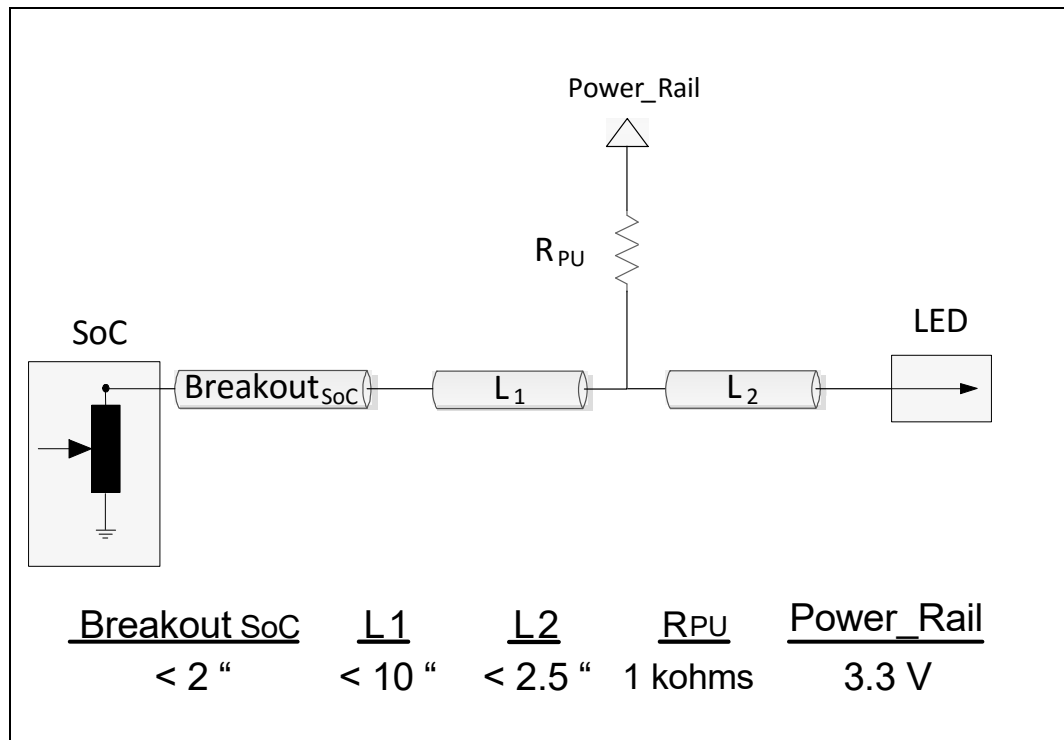 Power_Rail
RPU
SoC
LED
BreakoutSoC
L1
L2
Breakout SoC L1 L2 RPU Power_Rail
< 2 “ < 10 “ < 2.5 “ 1 kohms 3.3 V